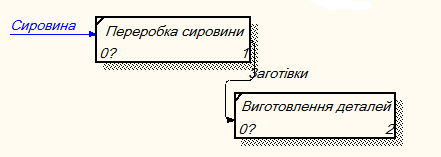 Сировина
Переробка сировини
0? 1
Заготівки
Виготовлення деталей
0? 2